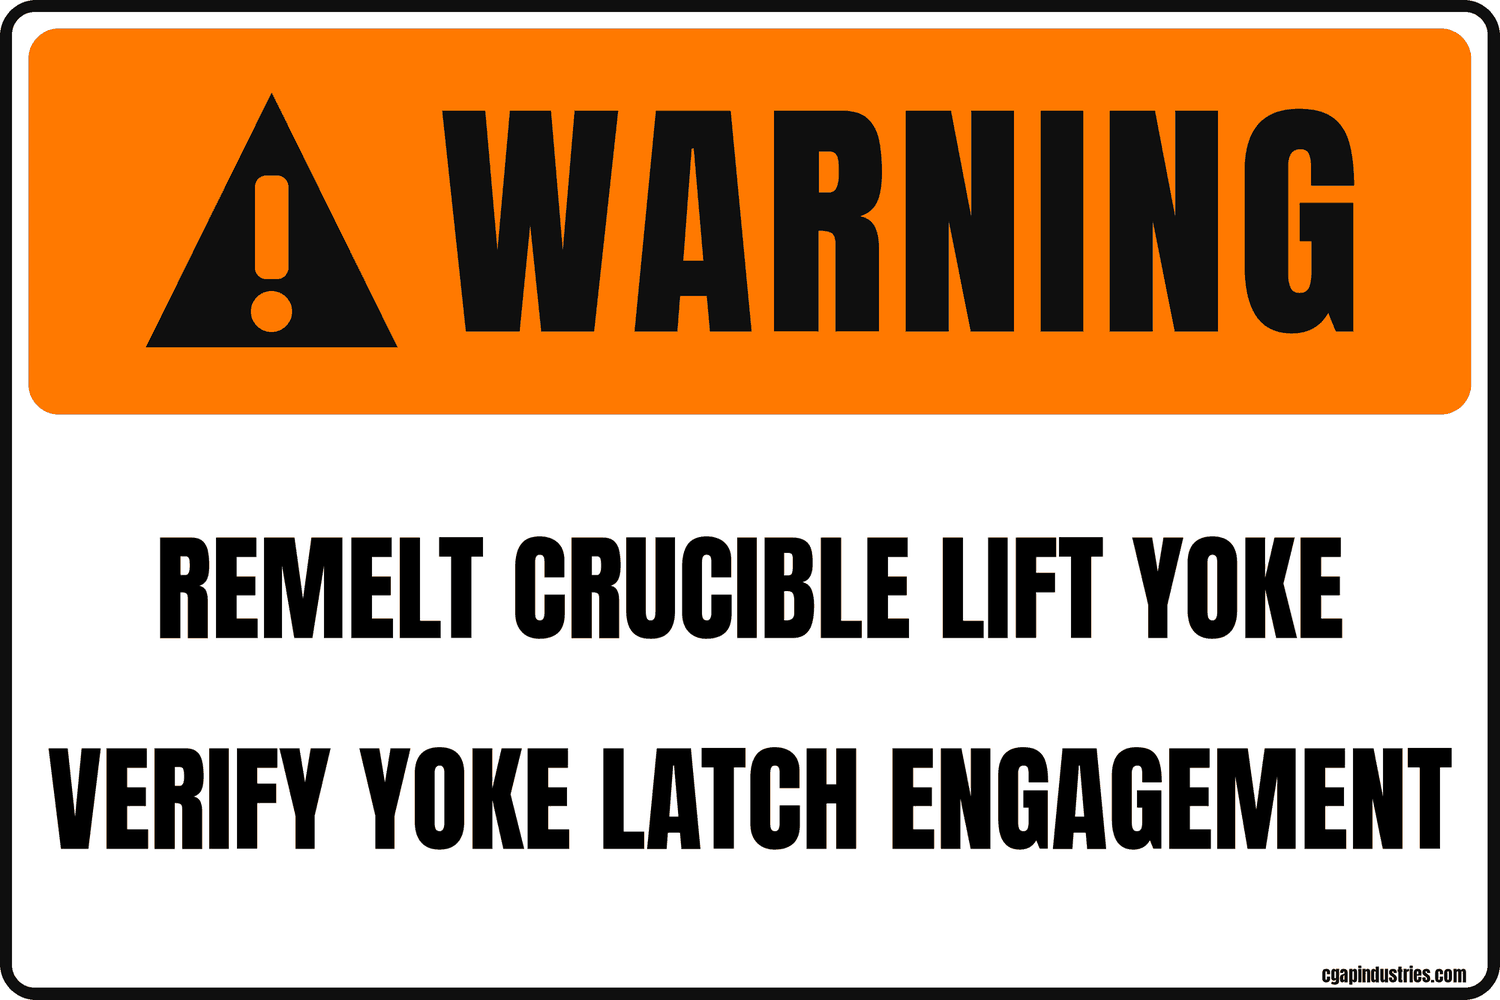 WARNING
REMELT CRUCIBLE LIFT YOKE
VERIFY YOKE LATCH ENGAGEMENT
cgapindustries.com